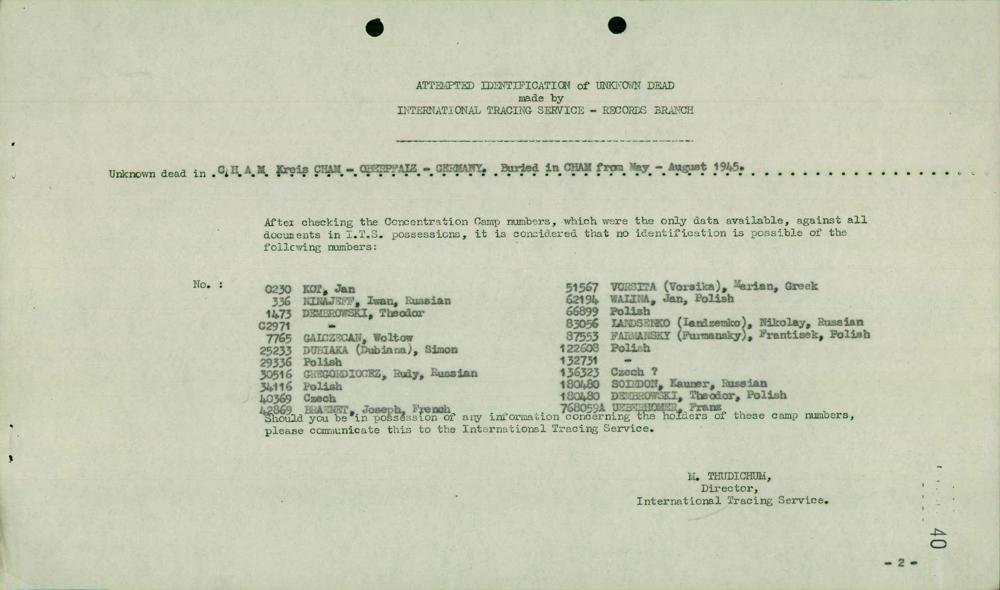 ATTEMPTED IDENTIFICATION of UNKNOWN DEAD
made by
INTERNATIONAL TRACING SERVICE - RECORDS BRANCH
Unknown dead in C H A M Kreis CHAM - OBERPFALZ - GERMANY. Buried in CHAM from May - August 1945.
After checking the Concentration Camp numbers, which were the only data available, against all
documents in I.T.S. possessions, it is considered that no identification is possible of the
following numbers:
No. :
0230 KOT, Jan
336 NINAJEFF, Iwan, Russian
1473 DEMBROWSKI, Theodor
C2971 -
7765 GALCZECAN, Woltow
25233 DUBIAKA (Dubiana), Simon
29336 Polish
30516 GREGORDIOCEZ, Rudy, Russian
34116 Polish
40369 Czech
42869 Joseph, French
51567 VORSITA (Vorsika), Marian, Greek
62194 WALINA, Jan, Polish
66899 Polish
83056 LANDSENKO (Landzemko), Nikolay, Russian
87553 FARMANSKY (Furmansky), Frantisek, Polish
122608 Polish
132731 -
136323 Czech ?
180480 Kauner, Russian
180480 DEMBROWSKI, Theodor, Polish
768059A UEBERHOMER, Franz
Should you be in possession of any information concerning the holders of these camp numbers,
please communicate this to the International Tracing Service.
M. THUDICHUM,
Director,
International Tracing Service.
40
- 2 -